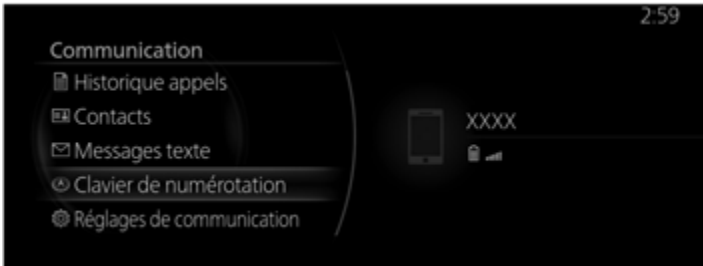 2:59
Communication
Historique appels
Contacts
Messages texte
Clavier de numérotation
Réglages de communication
XXXX